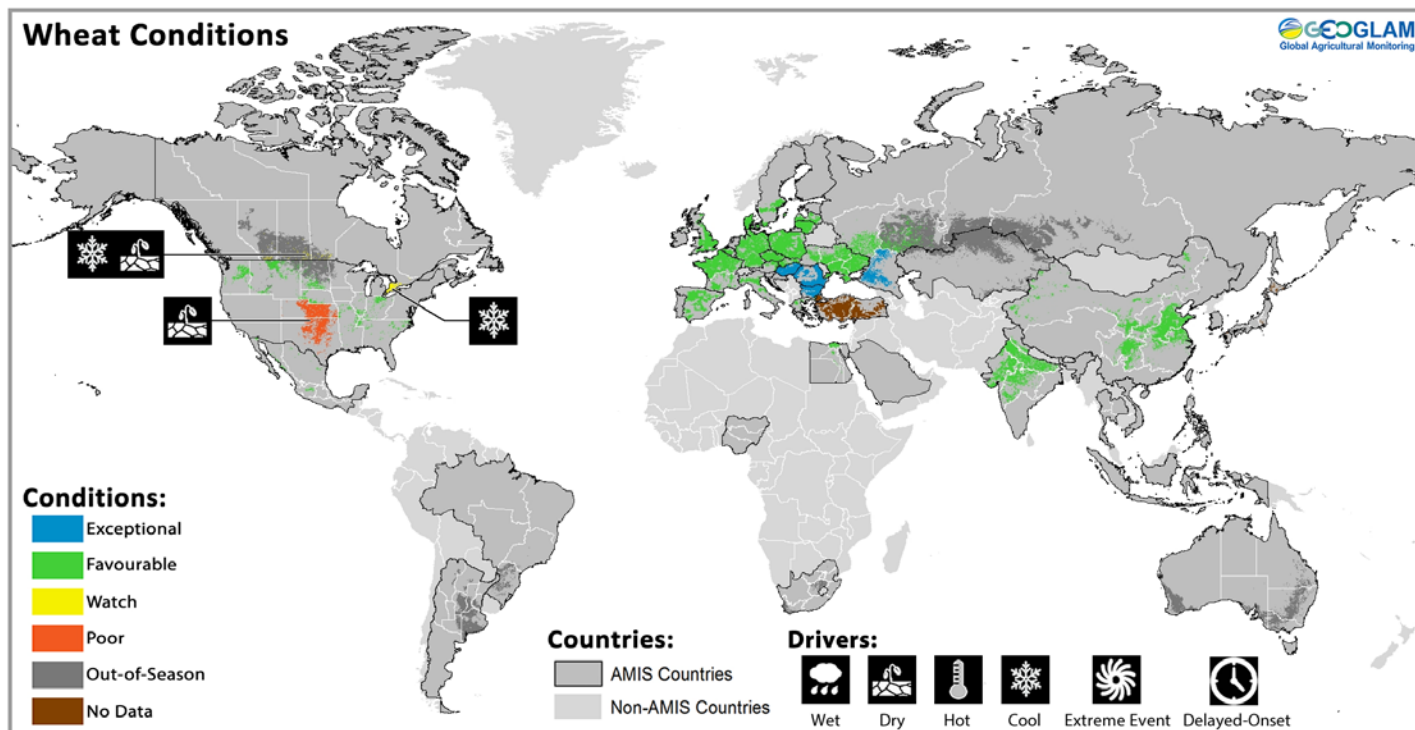 Wheat Conditions
GEOGLAM
Global Agricultural Monitoring
Conditions:
Exceptional
Favourable
Watch
Poor
Out-of-Season
No Data
Countries:
AMIS Countries
Non-AMIS Countries
Drivers:
Wet
Dry
Hot
Cool
Extreme Event
Delayed-Onset